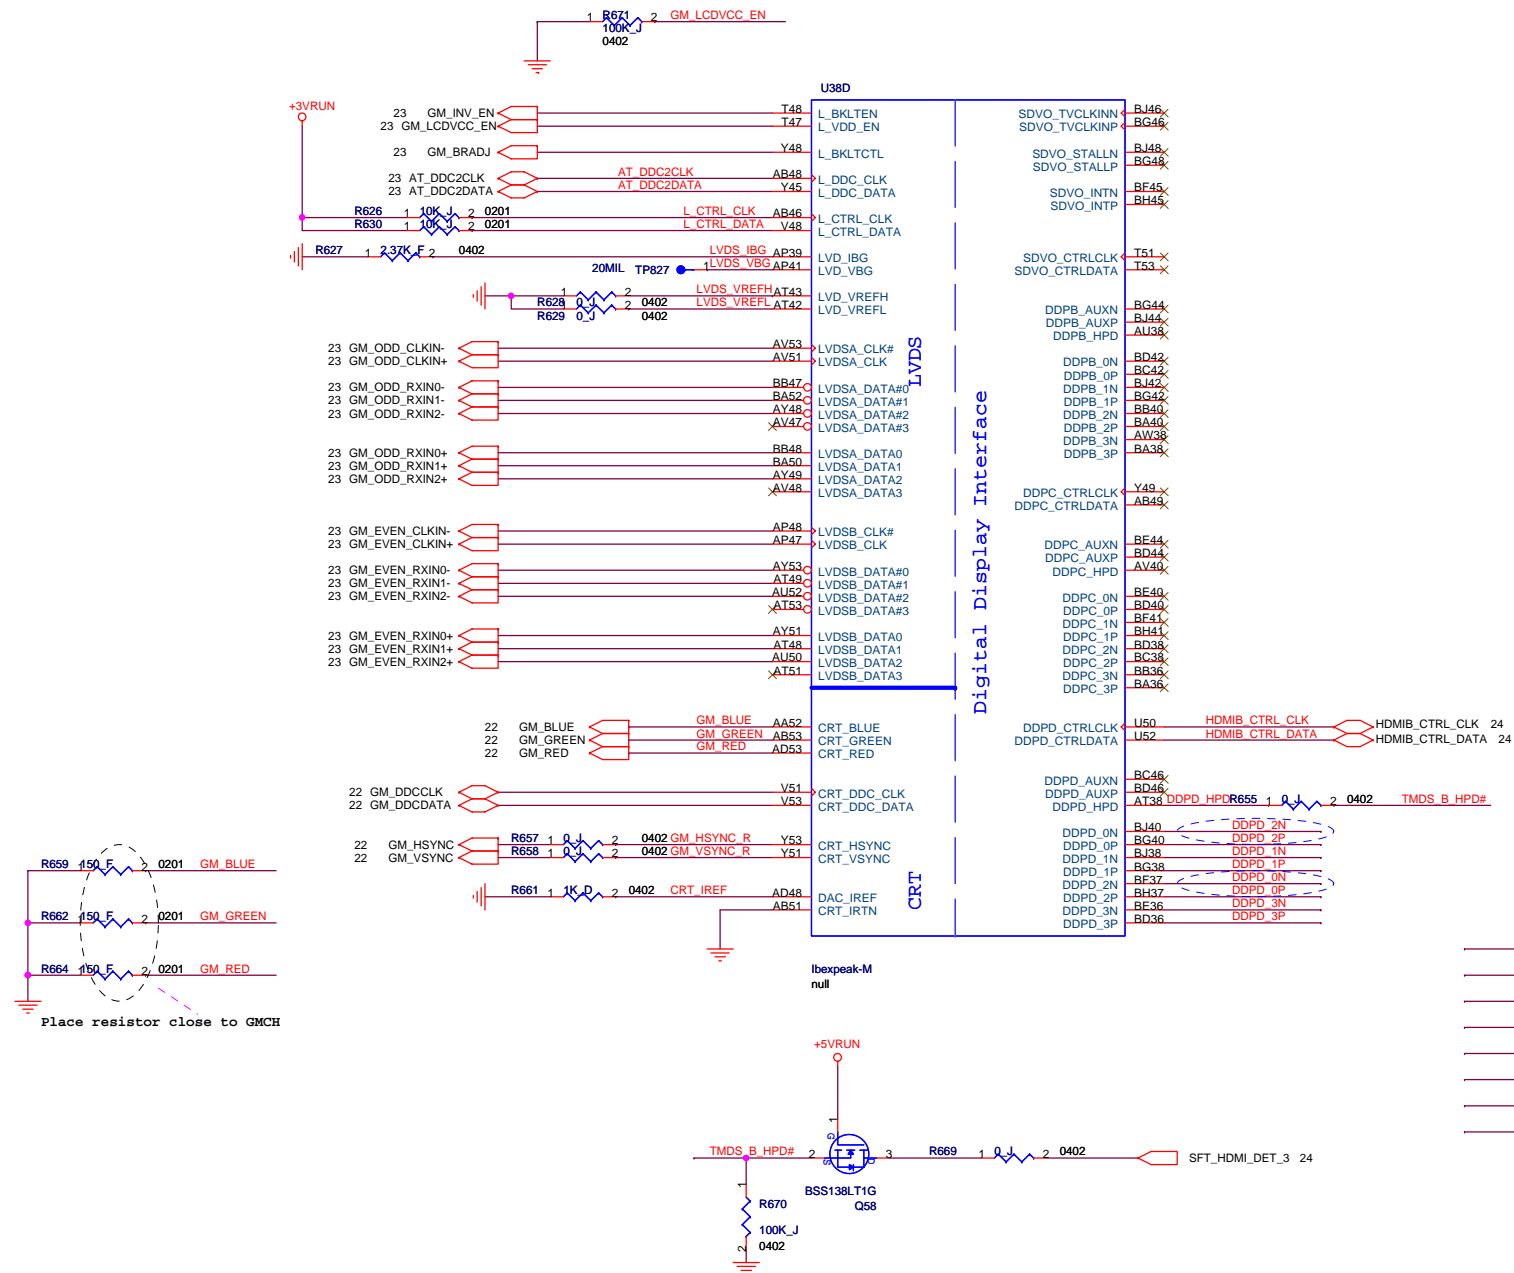 1 R671 2 GM_LCDVCC_EN
100K_J
0402
U38D
+3VRUN
23 GM_INV_EN T48 L_BKLTEN
23 GM_LCDVCC_EN T47 L_VDD_EN
23 GM_BRADJ Y48 L_BKLTCTL
23 AT_DDC2CLK AT_DDC2CLK AB48 L_DDC_CLK
23 AT_DDC2DATA AT_DDC2DATA Y45 L_DDC_DATA
R626 1 10K_J 2 0201 L_CTRL_CLK AB46 L_CTRL_CLK
R630 1 10K_J 2 0201 L_CTRL_DATA V48 L_CTRL_DATA
R627 1 2.37K_F 2 0402 LVDS_IBG AP39 LVD_IBG
20MIL TP827 1 LVDS_VBG AP41 LVD_VBG
R628 1 0_J 2 0402 LVDS_VREFH AT43 LVD_VREFH
R629 1 0_J 2 0402 LVDS_VREFL AT42 LVD_VREFL
23 GM_ODD_CLKIN- AV53 LVDSA_CLK#
23 GM_ODD_CLKIN+ AV51 LVDSA_CLK
23 GM_ODD_RXIN0- BB47 LVDSA_DATA#0
23 GM_ODD_RXIN1- BA52 LVDSA_DATA#1
23 GM_ODD_RXIN2- AY48 LVDSA_DATA#2
AV47 LVDSA_DATA#3
23 GM_ODD_RXIN0+ BB48 LVDSA_DATA0
23 GM_ODD_RXIN1+ BA50 LVDSA_DATA1
23 GM_ODD_RXIN2+ AY49 LVDSA_DATA2
AV48 LVDSA_DATA3
23 GM_EVEN_CLKIN- AP48 LVDSB_CLK#
23 GM_EVEN_CLKIN+ AP47 LVDSB_CLK
23 GM_EVEN_RXIN0- AY53 LVDSB_DATA#0
23 GM_EVEN_RXIN1- AT49 LVDSB_DATA#1
23 GM_EVEN_RXIN2- AU52 LVDSB_DATA#2
AT53 LVDSB_DATA#3
23 GM_EVEN_RXIN0+ AY51 LVDSB_DATA0
23 GM_EVEN_RXIN1+ AT48 LVDSB_DATA1
23 GM_EVEN_RXIN2+ AU50 LVDSB_DATA2
AT51 LVDSB_DATA3
LVDS
22 GM_BLUE GM_BLUE AA52 CRT_BLUE
22 GM_GREEN GM_GREEN AB53 CRT_GREEN
22 GM_RED GM_RED AD53 CRT_RED
22 GM_DDCCLK V51 CRT_DDC_CLK
22 GM_DDCDATA V53 CRT_DDC_DATA
22 GM_HSYNC R657 1 0_J 2 0402 GM_HSYNC_R Y53 CRT_HSYNC
22 GM_VSYNC R658 1 0_J 2 0402 GM_VSYNC_R Y51 CRT_VSYNC
R661 1 1K_D 2 0402 CRT_IREF AD48 DAC_IREF
AB51 CRT_IRTN
CRT
Digital Display Interface
SDVO_TVCLKINN BJ46
SDVO_TVCLKINP BG46
SDVO_STALLN BJ48
SDVO_STALLP BG48
SDVO_INTN BF45
SDVO_INTP BH45
SDVO_CTRLCLK T51
SDVO_CTRLDATA T53
DDPB_AUXN BG44
DDPB_AUXP BJ44
DDPB_HPD AU38
DDPB_0N BD42
DDPB_0P BC42
DDPB_1N BJ42
DDPB_1P BG42
DDPB_2N BB40
DDPB_2P BA40
DDPB_3N AW38
DDPB_3P BA38
DDPC_CTRLCLK Y49
DDPC_CTRLDATA AB49
DDPC_AUXN BE44
DDPC_AUXP BD44
DDPC_HPD AV40
DDPC_0N BE40
DDPC_0P BD40
DDPC_1N BF41
DDPC_1P BH41
DDPC_2N BD38
DDPC_2P BC38
DDPC_3N BB36
DDPC_3P BA36
DDPD_CTRLCLK U50 HDMIB_CTRL_CLK HDMIB_CTRL_CLK 24
DDPD_CTRLDATA U52 HDMIB_CTRL_DATA HDMIB_CTRL_DATA 24
DDPD_AUXN BC46
DDPD_AUXP BD46
DDPD_HPD AT38 DDPD_HPD R655 1 0_J 2 0402 TMDS_B_HPD#
DDPD_0N BJ40 DDPD_2N
DDPD_0P BG40 DDPD_2P
DDPD_1N BJ38 DDPD_1N
DDPD_1P BG38 DDPD_1P
DDPD_2N BF37 DDPD_0N
DDPD_2P BH37 DDPD_0P
DDPD_3N BE36 DDPD_3N
DDPD_3P BD36 DDPD_3P
Ibexpeak-M
null
R659 1 150_F 2 0201 GM_BLUE
R662 1 150_F 2 0201 GM_GREEN
R664 1 150_F 2 0201 GM_RED
Place resistor close to GMCH
+5VRUN
1
G
TMDS_B_HPD# 2 S D 3 R669 1 0_J 2 0402 SFT_HDMI_DET_3 24
BSS138LT1G
Q58
1
R670
100K_J
2 0402